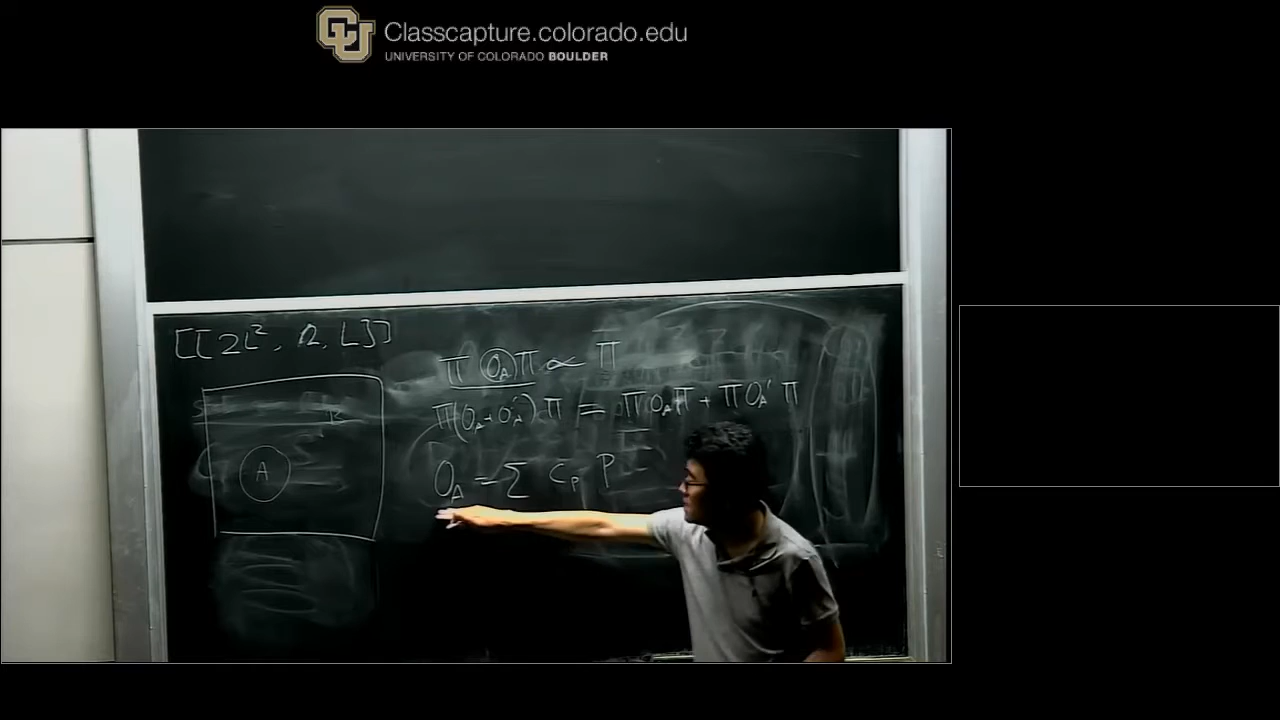 Classcapture.colorado.edu
UNIVERSITY OF COLORADO BOULDER
[[2L², 2, L]]
Π O_A Π ∝ Π
Π(O_A + O_A')Π = Π O_A Π + Π O_A' Π
O_A = Σ C_P P
A
B